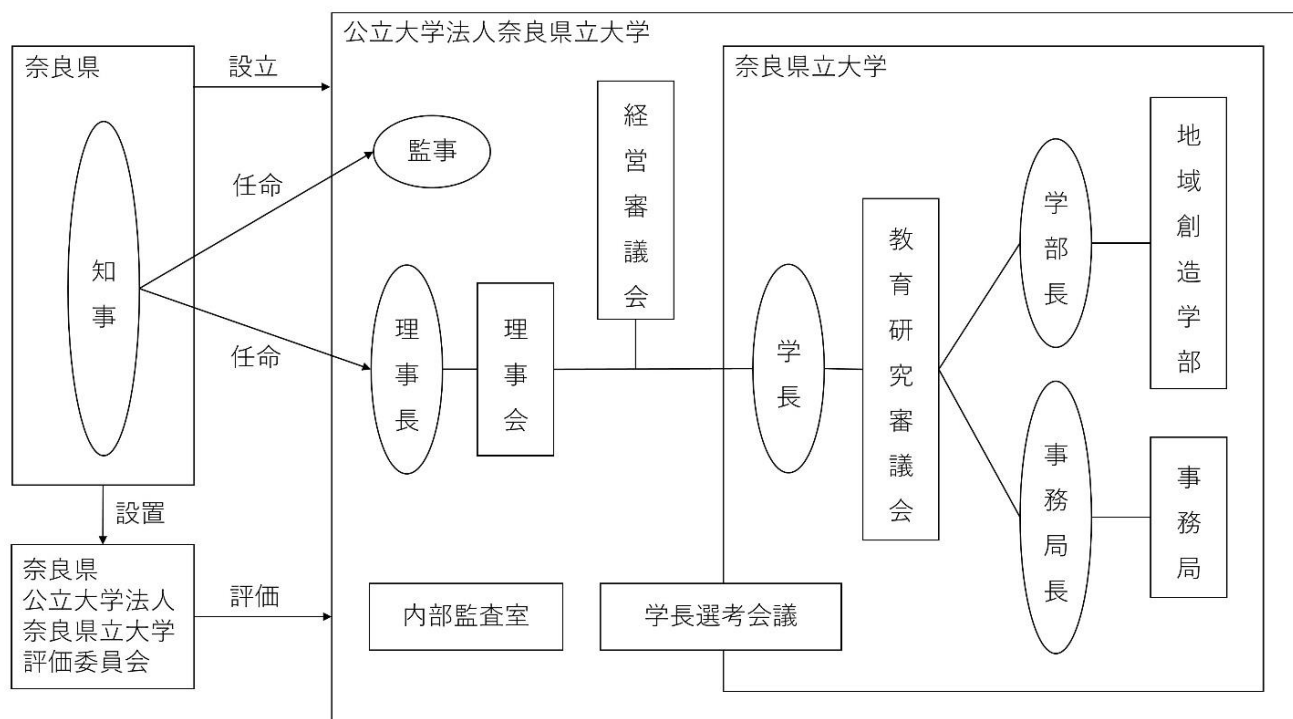 公立大学法人奈良県立大学
奈良県
設立
奈良県立大学
知事
任命
監事
任命
理事長
理事会
経営審議会
学長
教育研究審議会
学部長
地域創造学部
事務局長
事務局
設置
奈良県
公立大学法人
奈良県立大学
評価委員会
評価
内部監査室
学長選考会議